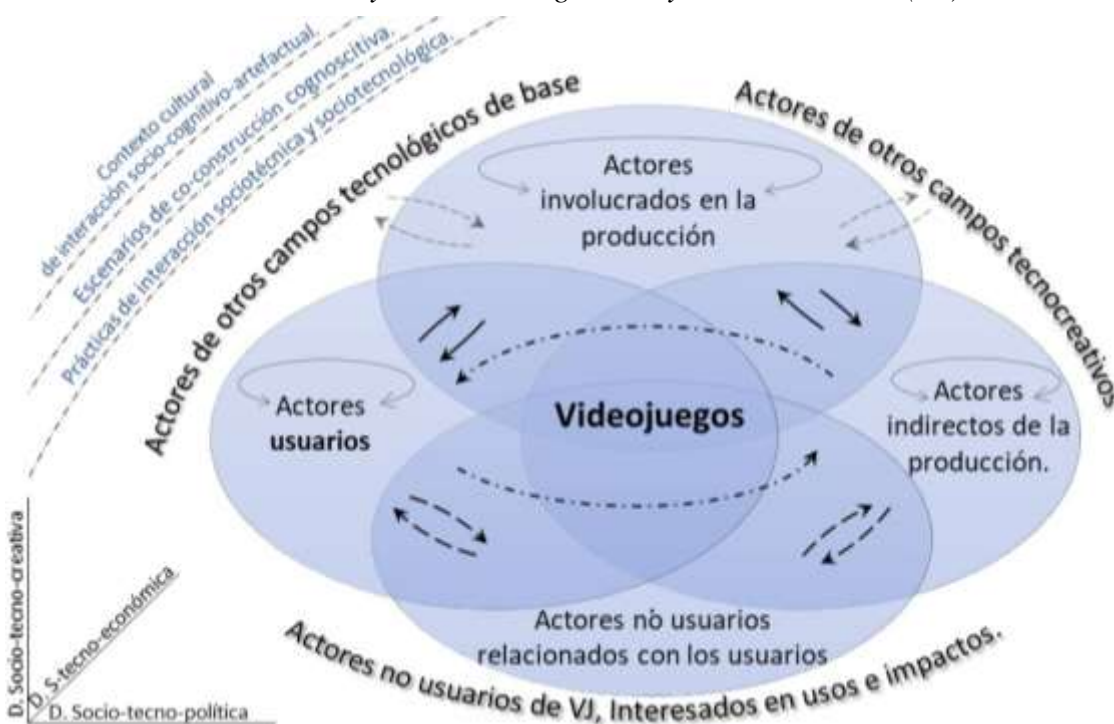 Contexto cultural
de interacción socio-cognitivo-artefactual.
Escenarios de co-construcción cognoscitiva.
Prácticas de interacción sociotécnica y sociotecnológica.
Actores de otros campos tecnológicos de base
Actores de otros campos tecnocreativos
Actores
involucrados en la
producción
Actores
usuarios
Videojuegos
Actores
indirectos de la
producción.
Actores no usuarios
relacionados con los usuarios
Actores no usuarios de VJ, Interesados en usos e impactos.
D. Socio-tecno-creativa
D. S-tecno-económica
D. Socio-tecno-política